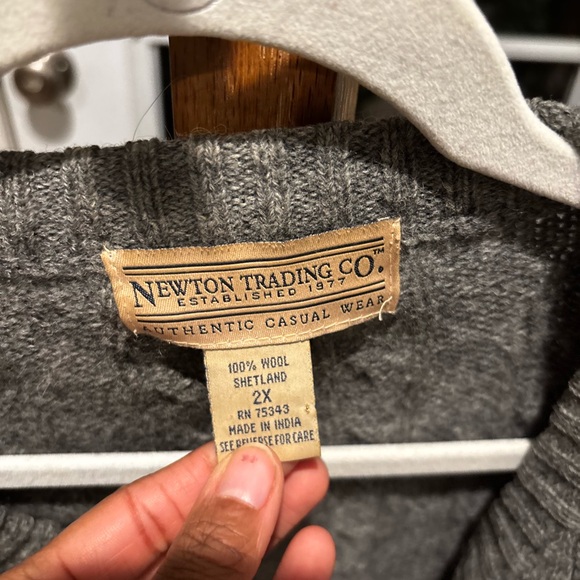 NEWTON TRADING CO.™
ESTABLISHED 1977
AUTHENTIC CASUAL WEAR
100% WOOL
SHETLAND
2X
RN 75343
MADE IN INDIA
SEE REVERSE FOR CARE